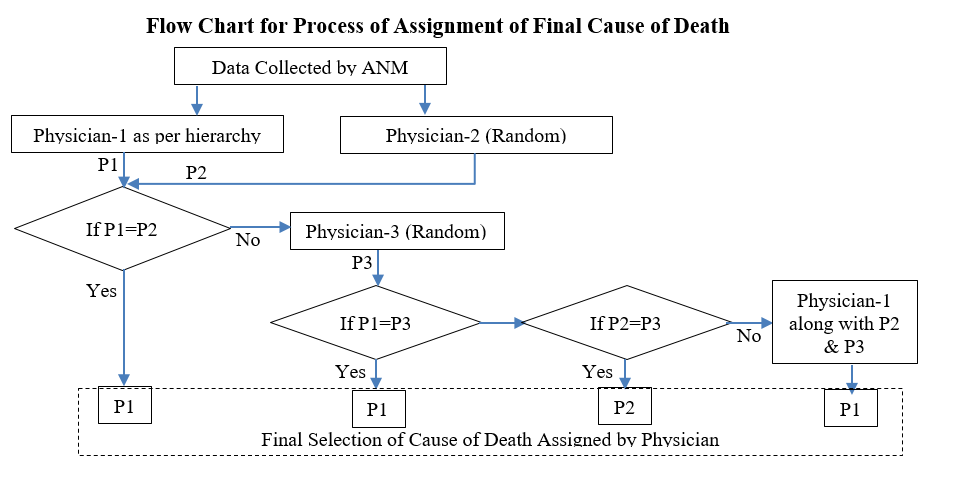 Flow Chart for Process of Assignment of Final Cause of Death
Data Collected by ANM
Physician-1 as per hierarchy
Physician-2 (Random)
P1
P2
If P1=P2
No
Physician-3 (Random)
P3
Yes
If P1=P3
If P2=P3
No
Physician-1
along with P2
& P3
Yes
Yes
P1
P1
P2
P1
Final Selection of Cause of Death Assigned by Physician